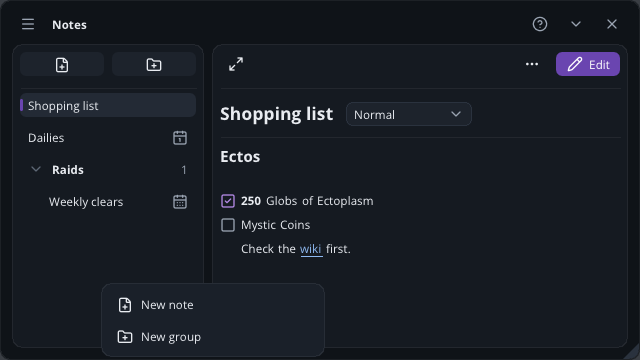 Notes
Edit
Shopping list
Dailies
Raids 1
Weekly clears
Shopping list Normal
Ectos
250 Globs of Ectoplasm
Mystic Coins
Check the wiki first.
New note
New group